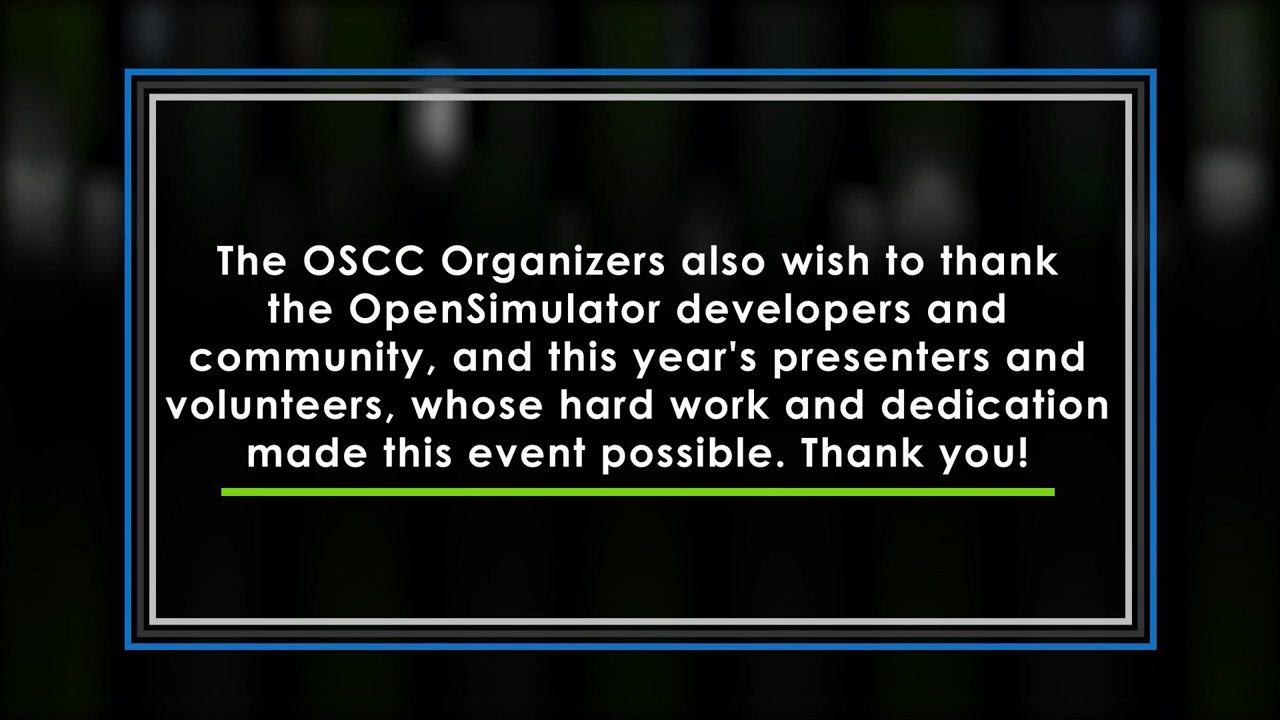 The OSCC Organizers also wish to thank
the OpenSimulator developers and
community, and this year's presenters and
volunteers, whose hard work and dedication
made this event possible. Thank you!